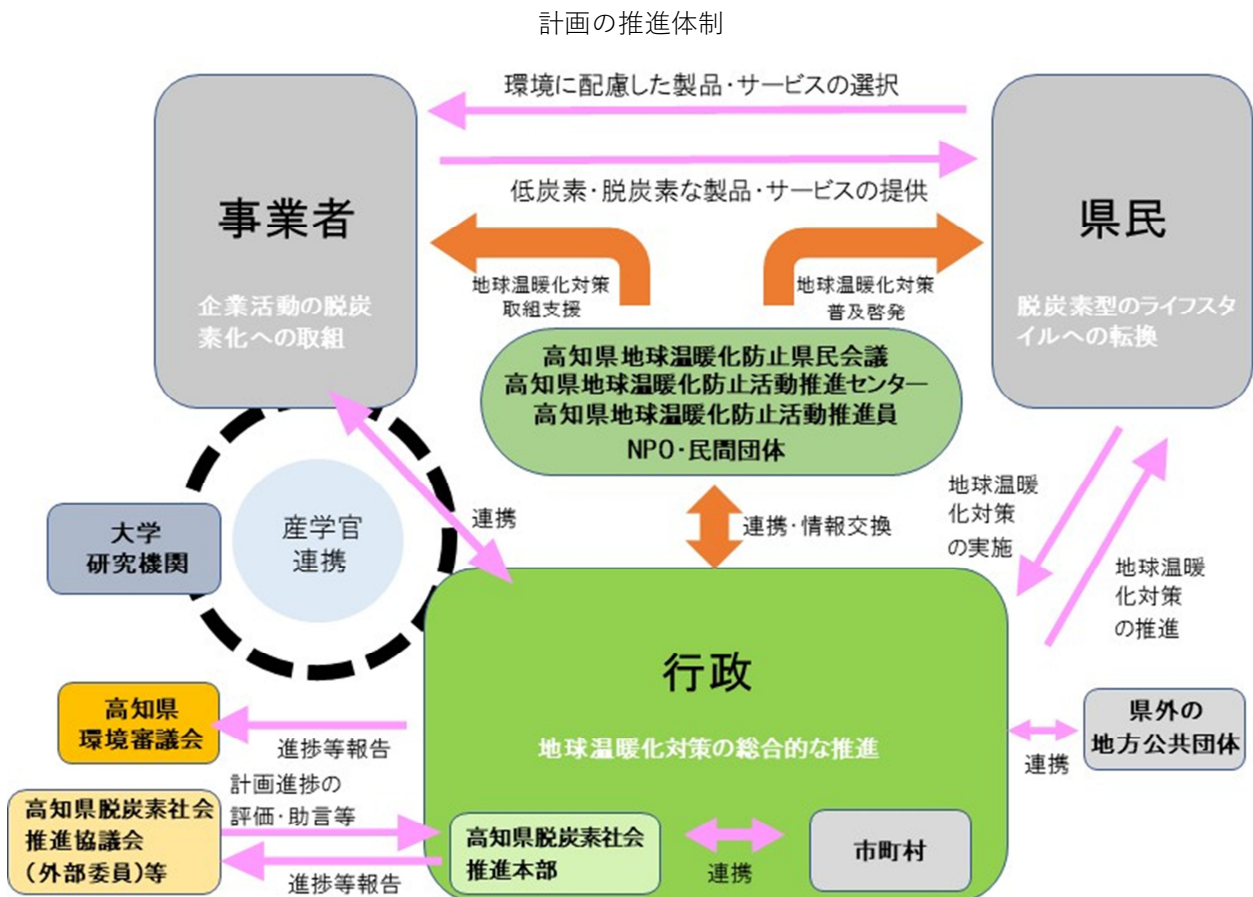 計画の推進体制
環境に配慮した製品・サービスの選択
低炭素・脱炭素な製品・サービスの提供
事業者
企業活動の脱炭
素化への取組
県民
脱炭素型のライフスタ
イルへの転換
地球温暖化対策
取組支援
地球温暖化対策
普及啓発
高知県地球温暖化防止県民会議
高知県地球温暖化防止活動推進センター
高知県地球温暖化防止活動推進員
NPO・民間団体
大学
研究機関
産学官
連携
連携
連携・情報交換
地球温暖
化対策
の実施
地球温暖
化対策
の推進
行政
地球温暖化対策の総合的な推進
高知県
環境審議会
進捗等報告
計画進捗の
評価・助言等
高知県脱炭素社会
推進協議会
(外部委員)等
進捗等報告
高知県脱炭素社会
推進本部
連携
市町村
連携
県外の
地方公共団体